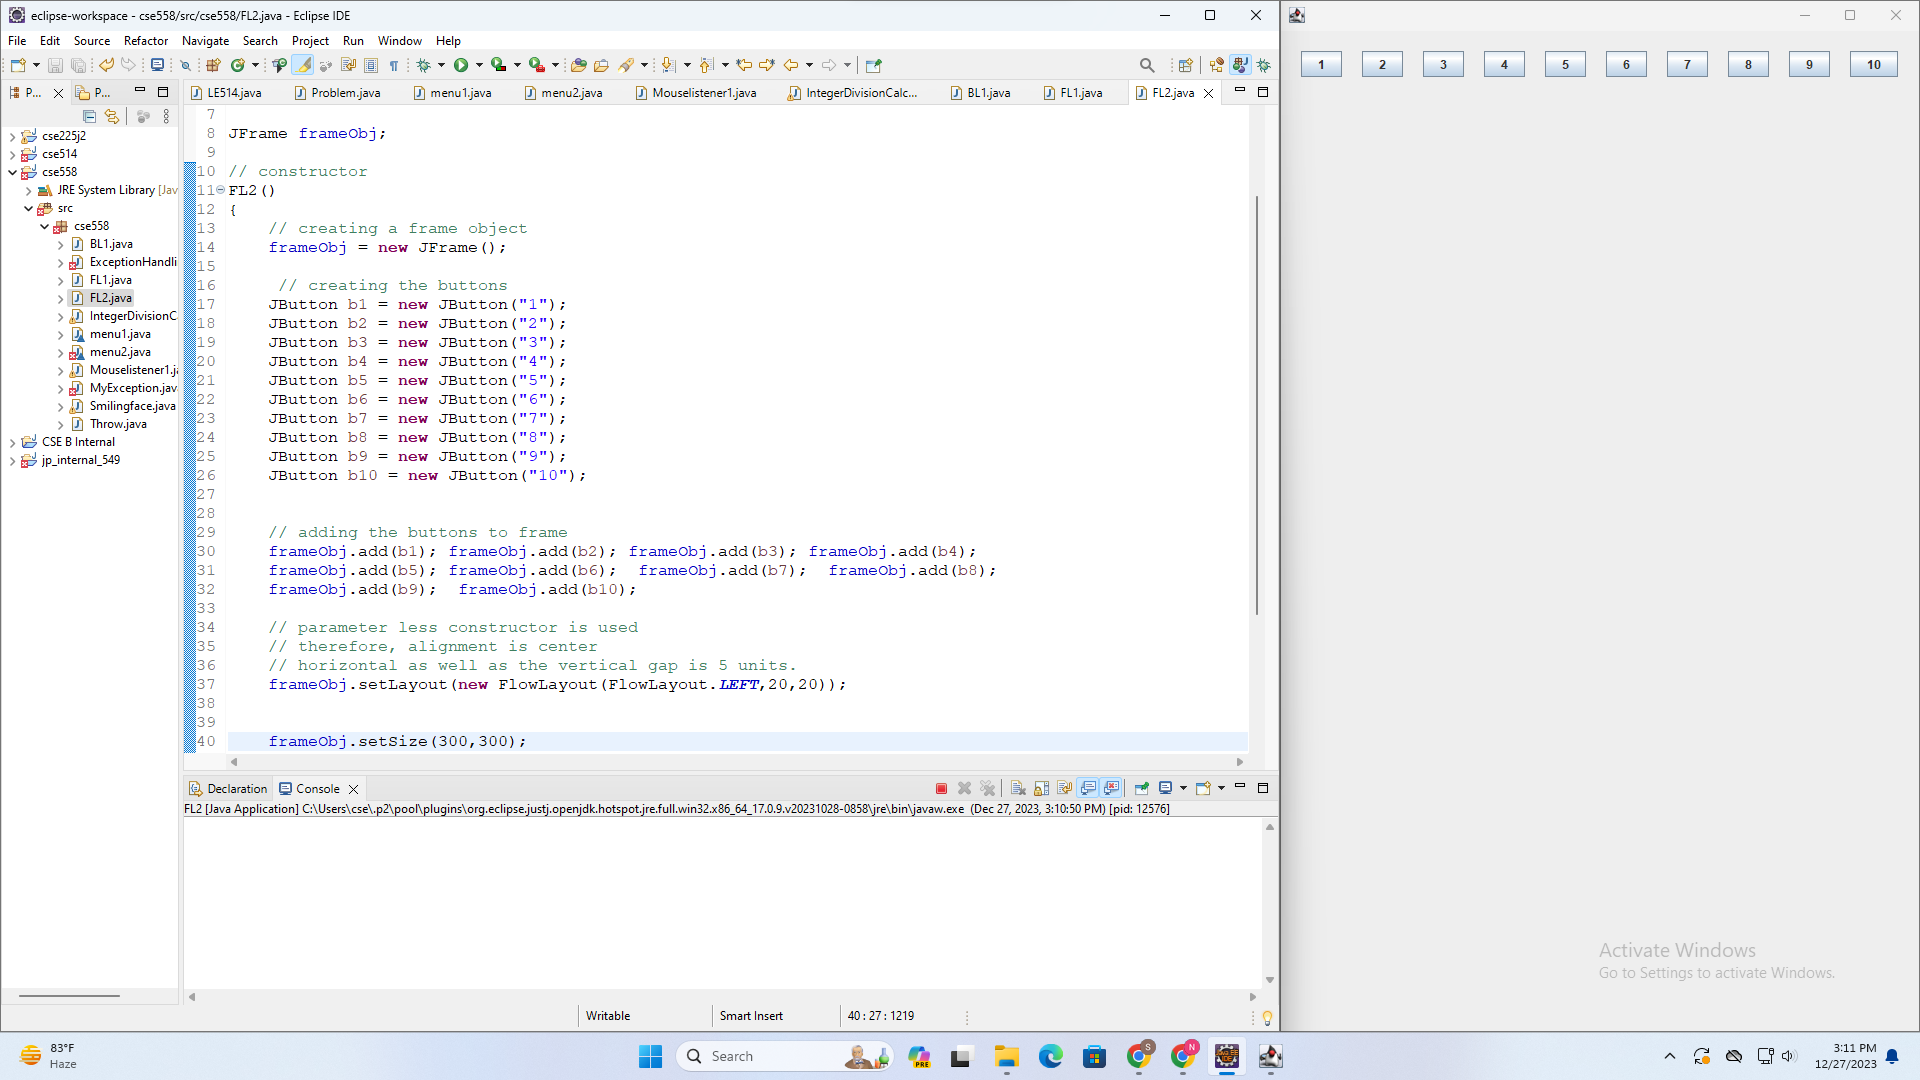 eclipse-workspace - cse558/src/cse558/FL2.java - Eclipse IDE
File Edit Source Refactor Navigate Search Project Run Window Help
P... P...
LE514.java Problem.java menu1.java menu2.java Mouselistener1.java IntegerDivisionCalc... BL1.java FL1.java FL2.java
cse225j2
cse514
cse558
JRE System Library [Jav
src
cse558
BL1.java
ExceptionHandli
FL1.java
FL2.java
IntegerDivisionC
menu1.java
menu2.java
Mouselistener1.ja
MyException.jav
Smilingface.java
Throw.java
CSE B Internal
jp_internal_549
7
8 JFrame frameObj;
9
10 // constructor
11 FL2()
12 {
13 // creating a frame object
14 frameObj = new JFrame();
15
16 // creating the buttons
17 JButton b1 = new JButton("1");
18 JButton b2 = new JButton("2");
19 JButton b3 = new JButton("3");
20 JButton b4 = new JButton("4");
21 JButton b5 = new JButton("5");
22 JButton b6 = new JButton("6");
23 JButton b7 = new JButton("7");
24 JButton b8 = new JButton("8");
25 JButton b9 = new JButton("9");
26 JButton b10 = new JButton("10");
27
28
29 // adding the buttons to frame
30 frameObj.add(b1); frameObj.add(b2); frameObj.add(b3); frameObj.add(b4);
31 frameObj.add(b5); frameObj.add(b6); frameObj.add(b7); frameObj.add(b8);
32 frameObj.add(b9); frameObj.add(b10);
33
34 // parameter less constructor is used
35 // therefore, alignment is center
36 // horizontal as well as the vertical gap is 5 units.
37 frameObj.setLayout(new FlowLayout(FlowLayout.LEFT,20,20));
38
39
40 frameObj.setSize(300,300);
Declaration Console
FL2 [Java Application] C:\Users\cse\.p2\pool\plugins\org.eclipse.justj.openjdk.hotspot.jre.full.win32.x86_64_17.0.9.v20231028-0858\jre\bin\javaw.exe (Dec 27, 2023, 3:10:50 PM) [pid: 12576]
Writable Smart Insert 40 : 27 : 1219
1 2 3 4 5 6 7 8 9 10
Activate Windows
Go to Settings to activate Windows.
83°F
Haze
Search
PRE
S
N
JAVA EE
IDE
3:11 PM
12/27/2023